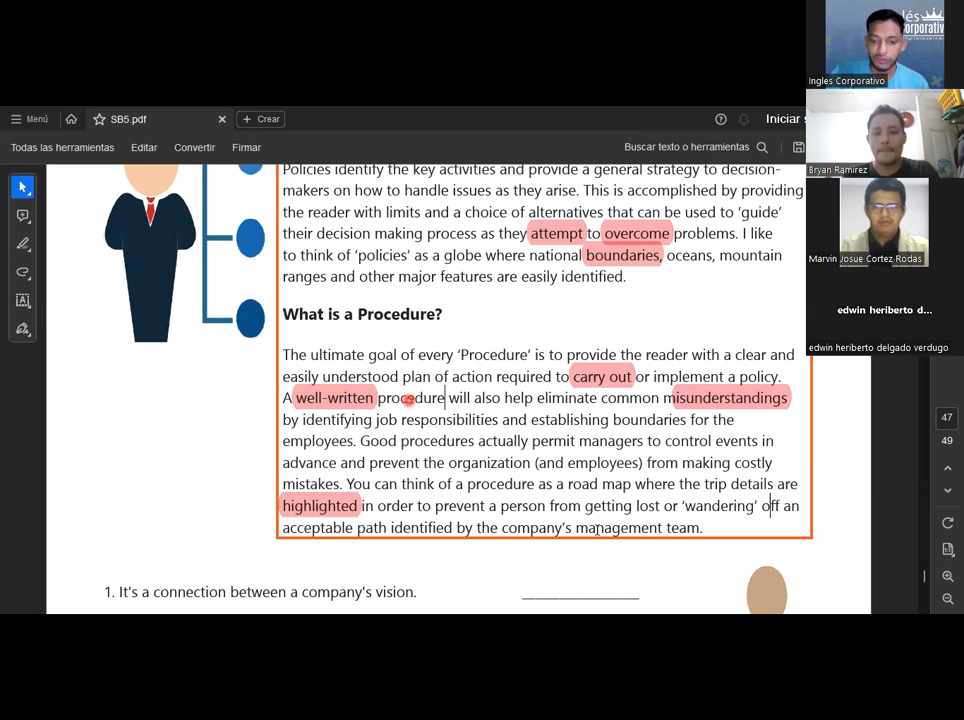 Menú
SB5.pdf
Crear
Iniciar s
Todas las herramientas
Editar
Convertir
Firmar
Buscar texto o herramientas
Policies identify the key activities and provide a general strategy to decision-
makers on how to handle issues as they arise. This is accomplished by providing
the reader with limits and a choice of alternatives that can be used to 'guide'
their decision making process as they attempt to overcome problems. I like
to think of 'policies' as a globe where national boundaries, oceans, mountain
ranges and other major features are easily identified.
What is a Procedure?
The ultimate goal of every 'Procedure' is to provide the reader with a clear and
easily understood plan of action required to carry out or implement a policy.
A well-written procedure will also help eliminate common misunderstandings
by identifying job responsibilities and establishing boundaries for the
employees. Good procedures actually permit managers to control events in
advance and prevent the organization (and employees) from making costly
mistakes. You can think of a procedure as a road map where the trip details are
highlighted in order to prevent a person from getting lost or 'wandering' off an
acceptable path identified by the company's management team.
1. It's a connection between a company's vision. ______________
47
49
Ingles Corporativo
Bryan Ramirez
Marvin Josue Cortez Rodas
edwin heriberto d...
edwin heriberto delgado verdugo